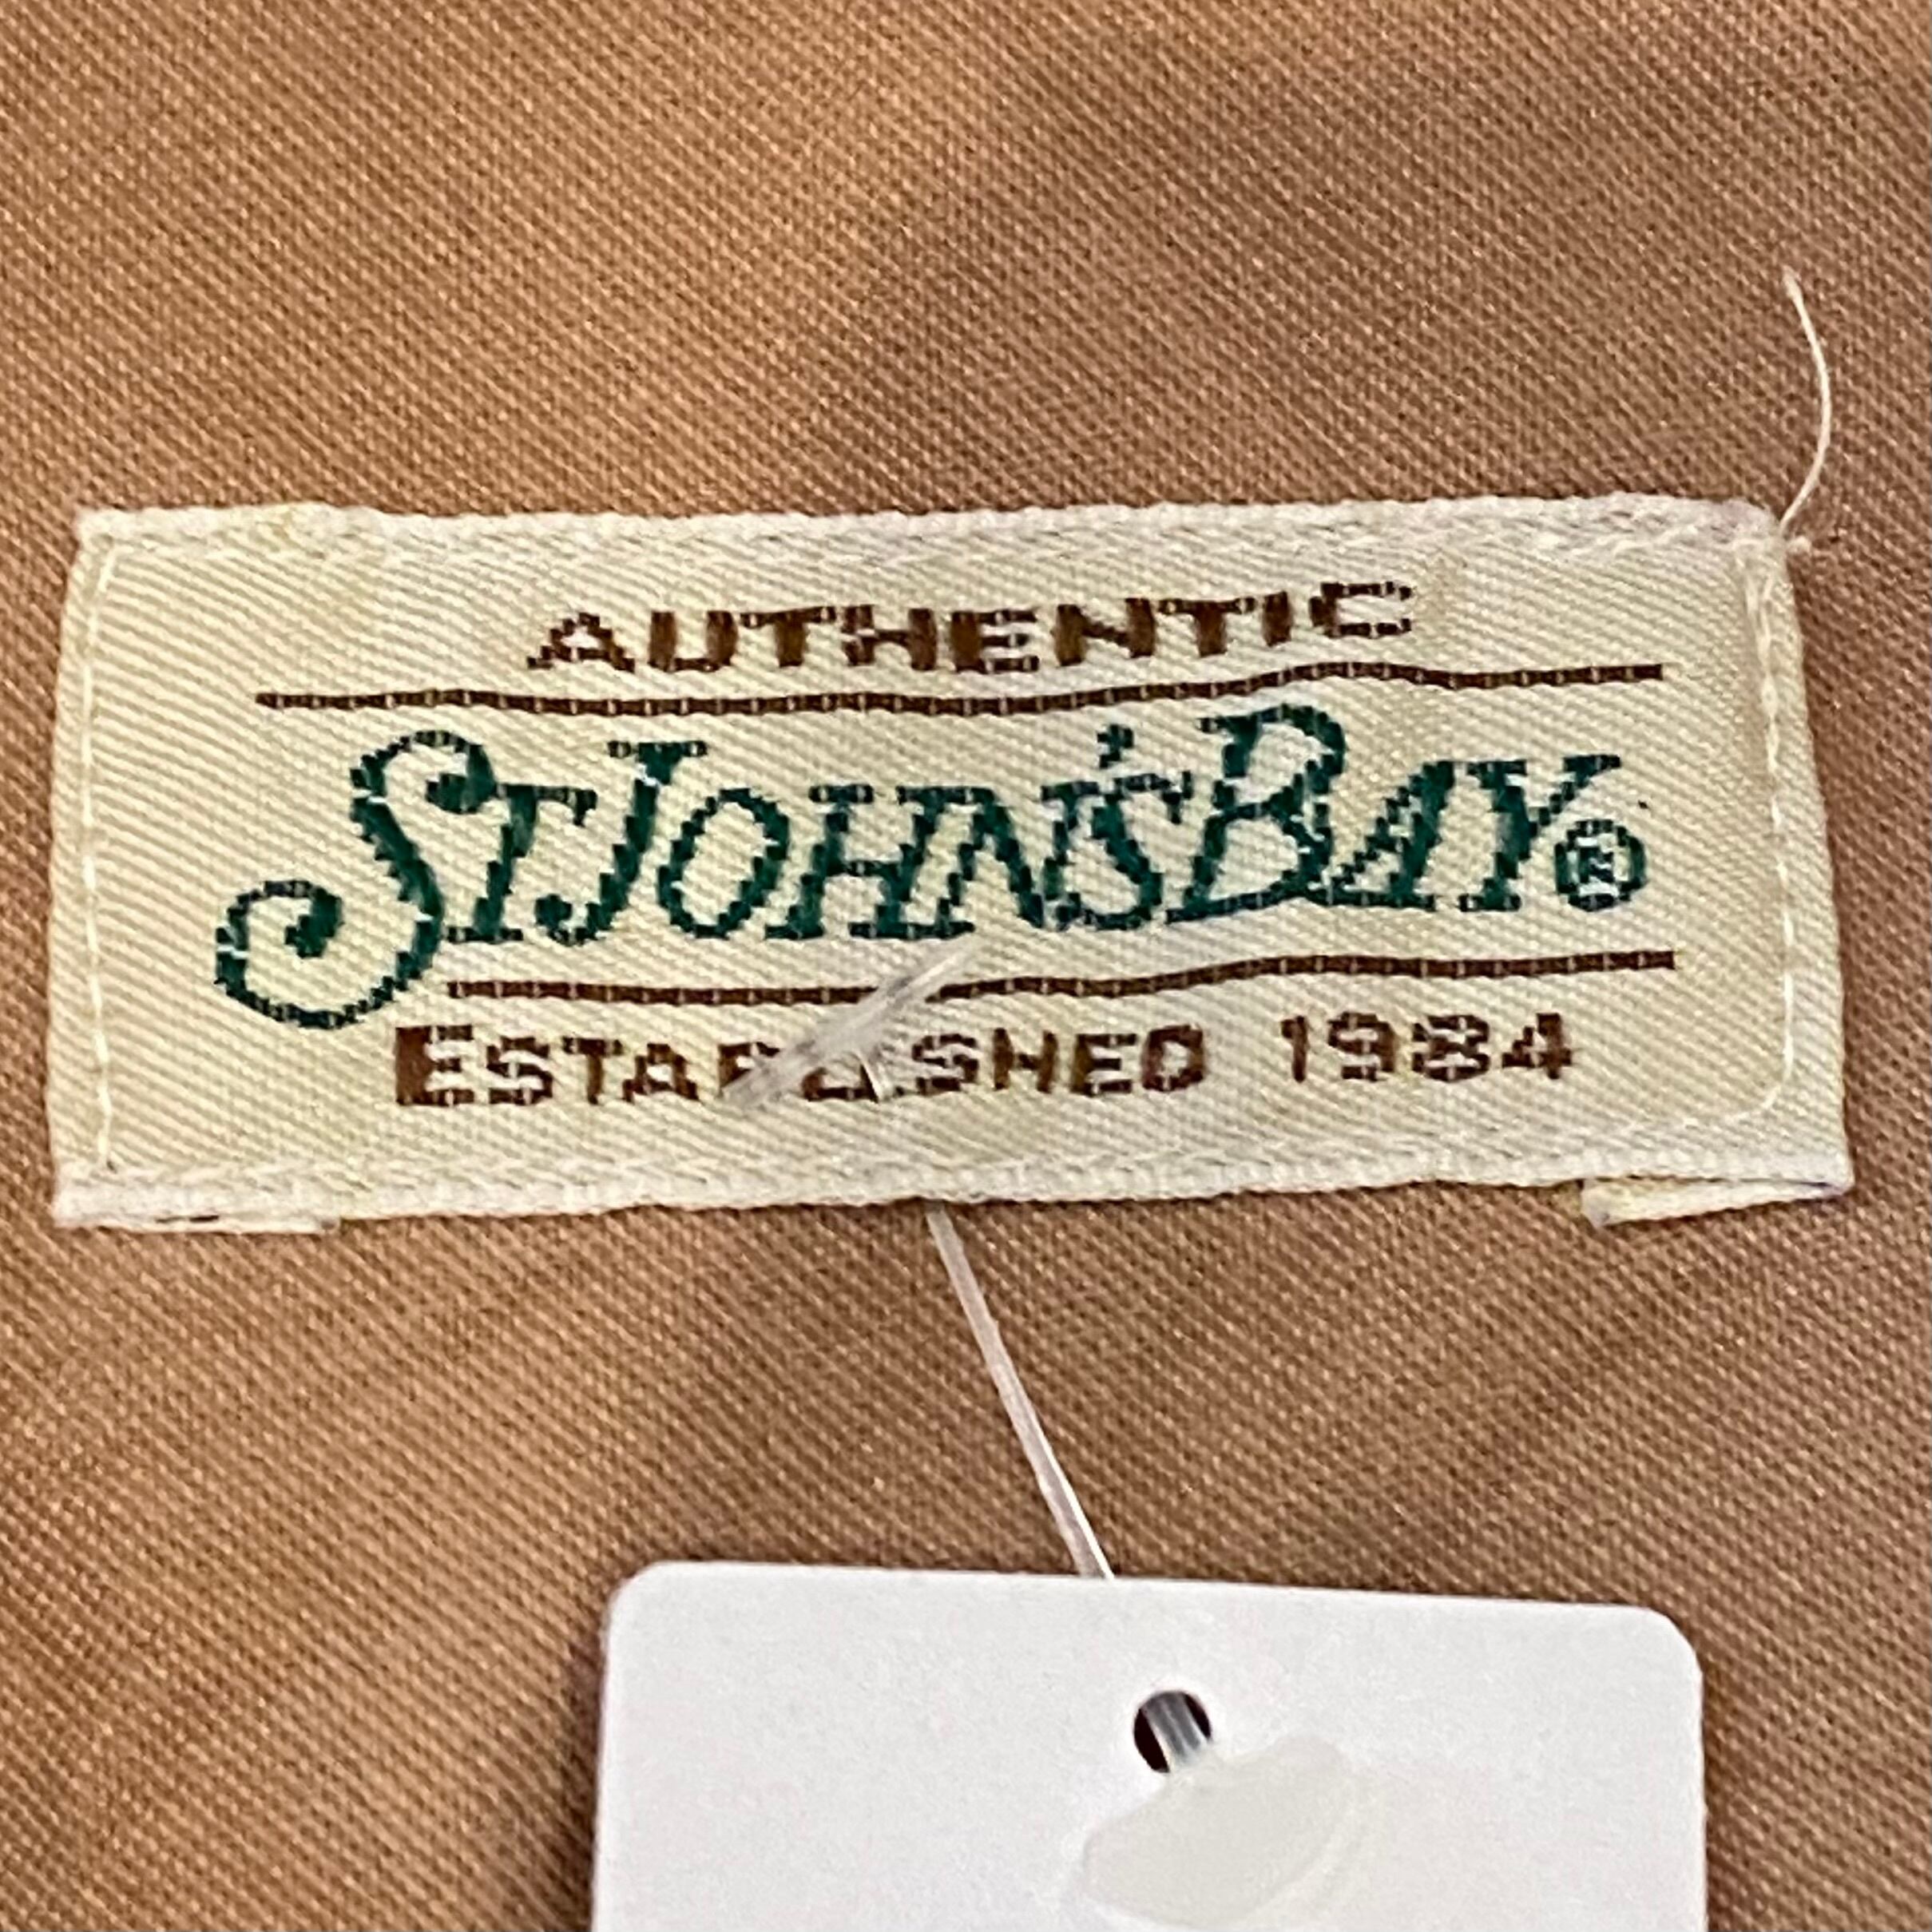 AUTHENTIC
ST JOHN'S BAY®
ESTABLISHED 1984